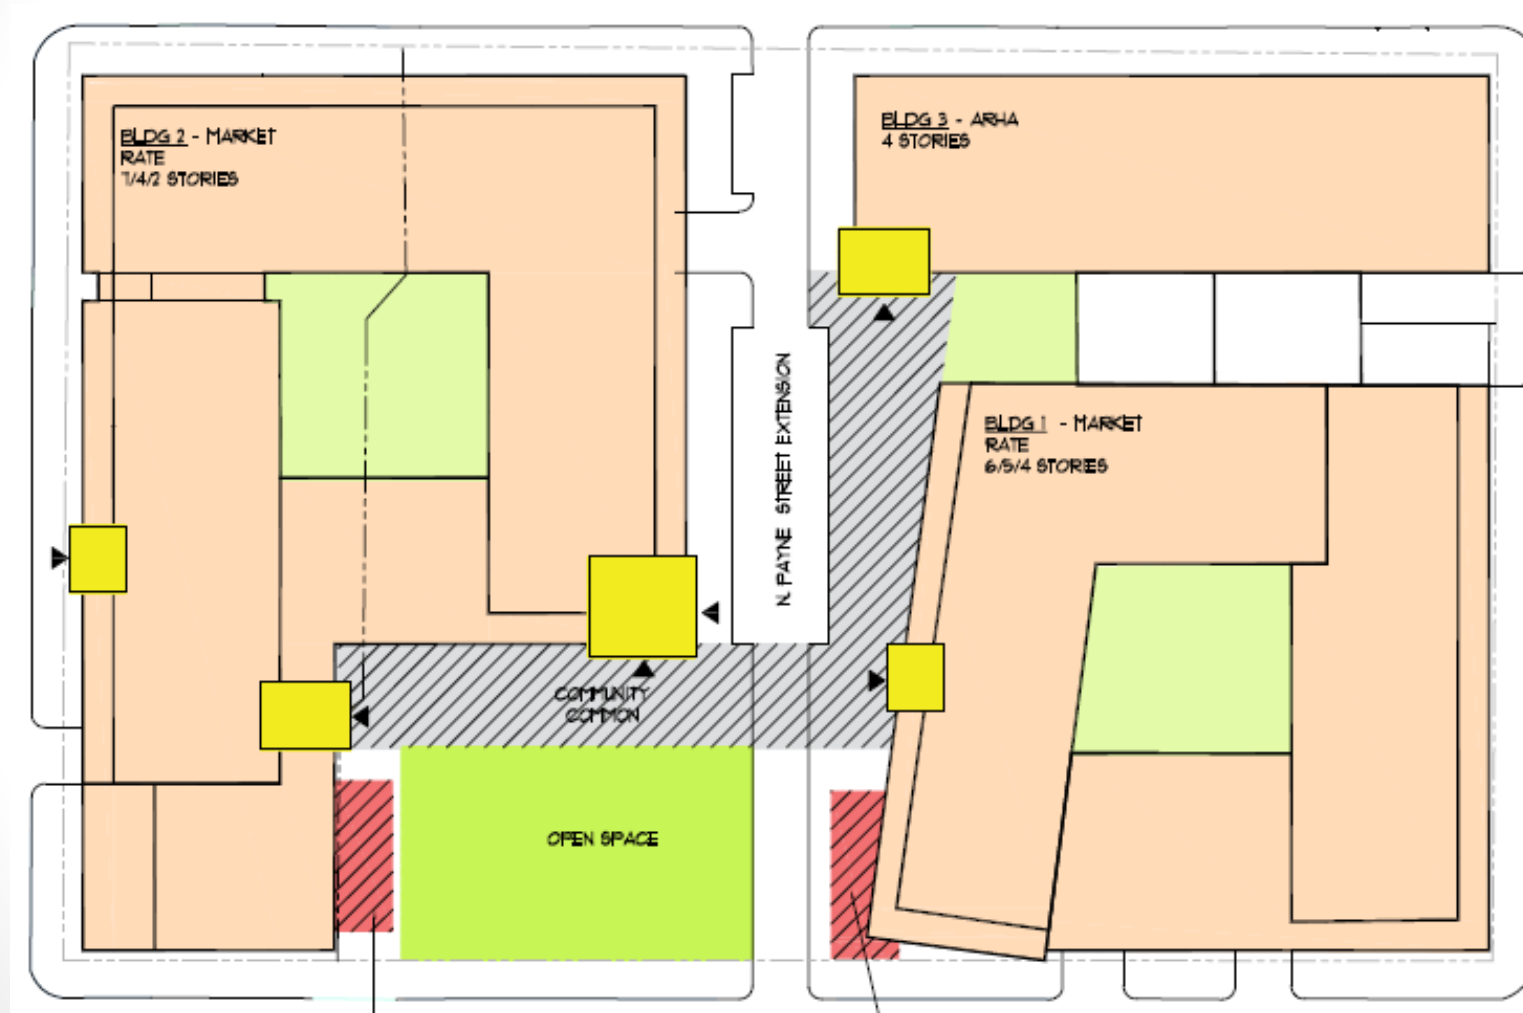 BLDG 2 - MARKET
RATE
7/4/2 STORIES
BLDG 3 - ARHA
4 STORIES
N. PAYNE STREET EXTENSION
BLDG 1 - MARKET
RATE
6/5/4 STORIES
COMMUNITY
COMMON
OPEN SPACE